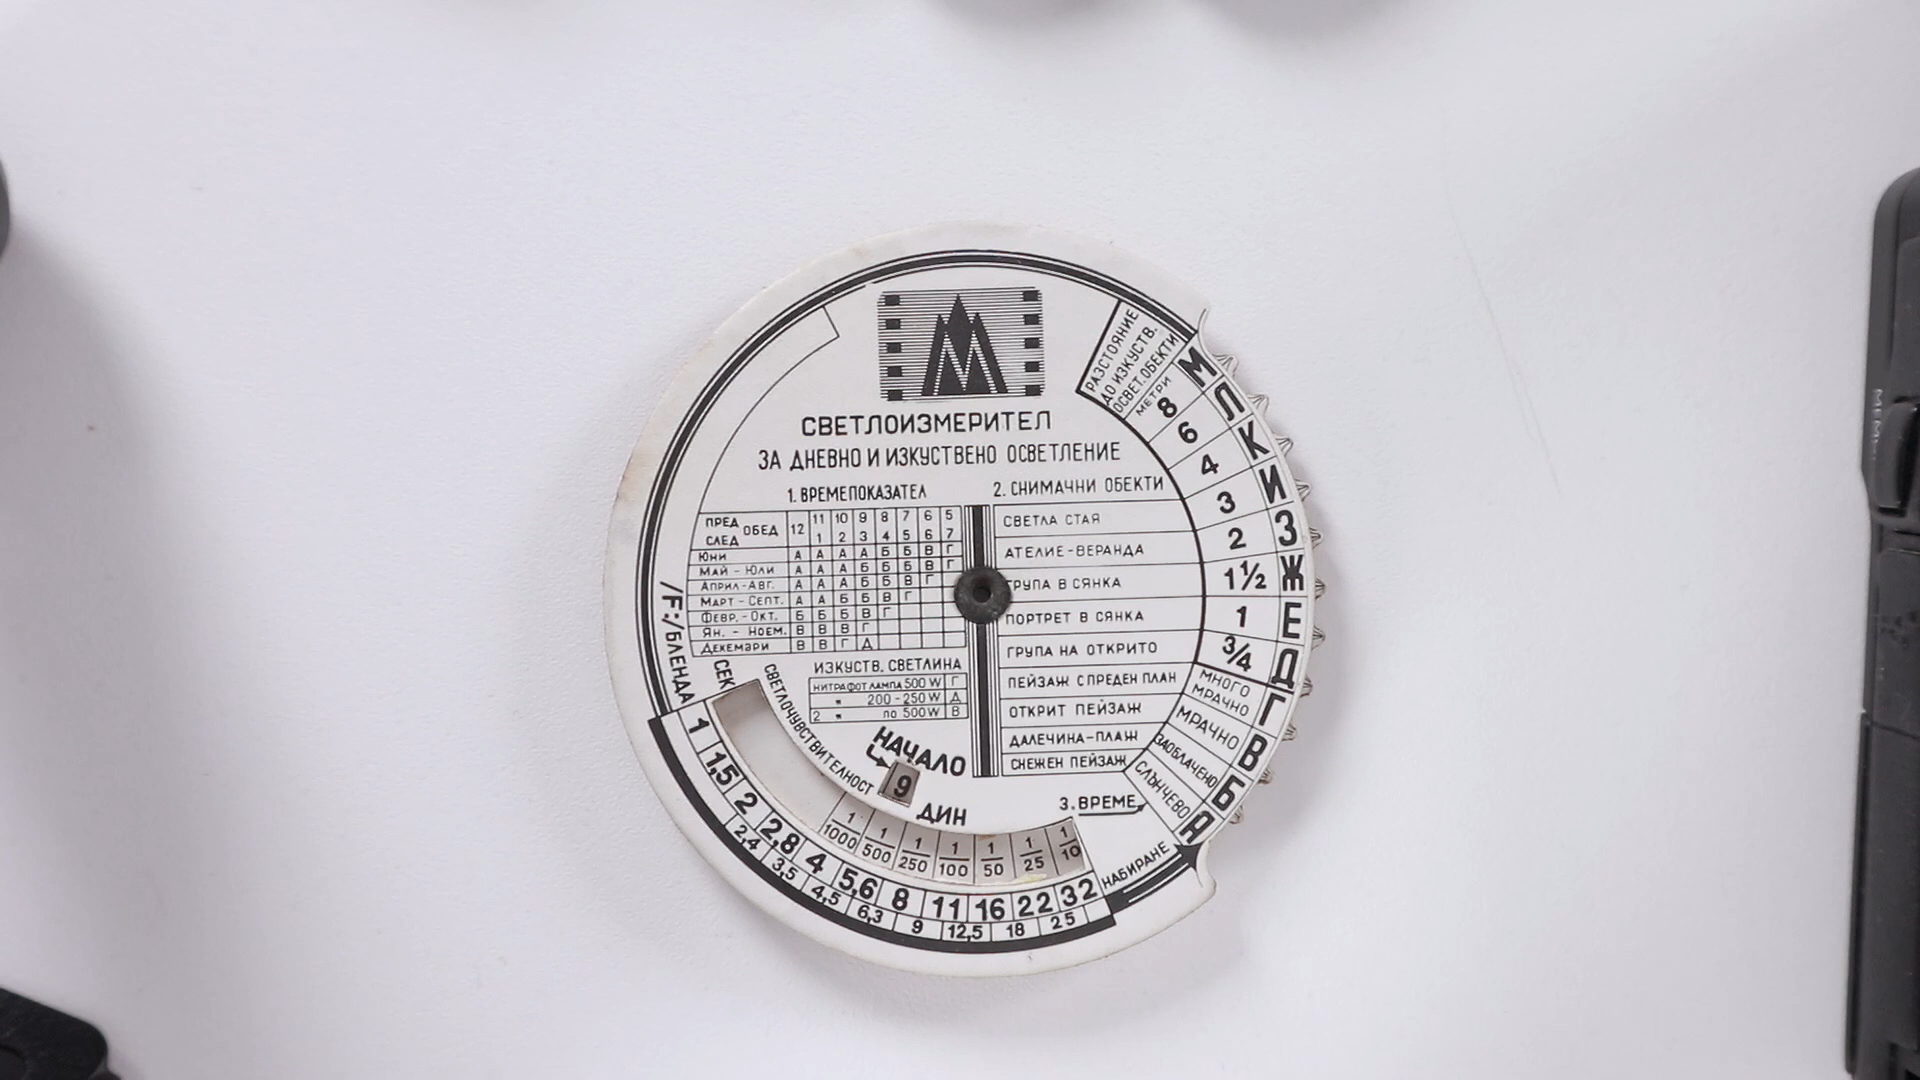 РАЗСТОЯНИЕ
ДО ИЗКУСТВ.
ОСВЕТ. ОБЕКТИ
МЕТРИ
М
8 Л
6 К
4 И
3 З
2 Ж
1½ Е
1 Д
3/4
МНОГО МРАЧНО Г
МРАЧНО В
ЗАОБЛАЧЕНО Б
СЛЪНЧЕВО А
М
СВЕТЛОИЗМЕРИТЕЛ
ЗА ДНЕВНО И ИЗКУСТВЕНО ОСВЕТЛЕНИЕ
1. ВРЕМЕПОКАЗАТЕЛ
ПРЕД ОБЕД 12 11 10 9 8 7 6 5
СЛЕД 1 2 3 4 5 6 7
ЮНИ А А А А Б Б В Г
МАЙ - ЮЛИ А А А Б Б Б В Г
АПРИЛ - АВГ. А А А Б Б В Г
МАРТ - СЕПТ. А А Б Б В Г
ФЕВР. - ОКТ. Б Б Б В Г
ЯН. - НОЕМ. В В В Г
ДЕКЕМВРИ В В Г Д
ИЗКУСТВ. СВЕТЛИНА
НИТРАФОТ ЛАМПА 500 W Г
" 200 - 250 W Д
2 " ПО 500 W В
2. СНИМАЧНИ ОБЕКТИ
СВЕТЛА СТАЯ
АТЕЛИЕ - ВЕРАНДА
ГРУПА В СЯНКА
ПОРТРЕТ В СЯНКА
ГРУПА НА ОТКРИТО
ПЕЙЗАЖ С ПРЕДЕН ПЛАН
ОТКРИТ ПЕЙЗАЖ
ДАЛЕЧИНА - ПЛАЖ
СНЕЖЕН ПЕЙЗАЖ
3. ВРЕМЕ
НАБИРАНЕ
НАЧАЛО
СВЕТЛОЧУВСТВИТЕЛНОСТ 9 ДИН
СЕК
1/1000 1/500 1/250 1/100 1/50 1/25 1/10
/F:/БЛЕНДА
1 1,5 2 2,8 4 5,6 8 11 16 22 32
2,4 3,5 4,5 6,3 9 12,5 18 25